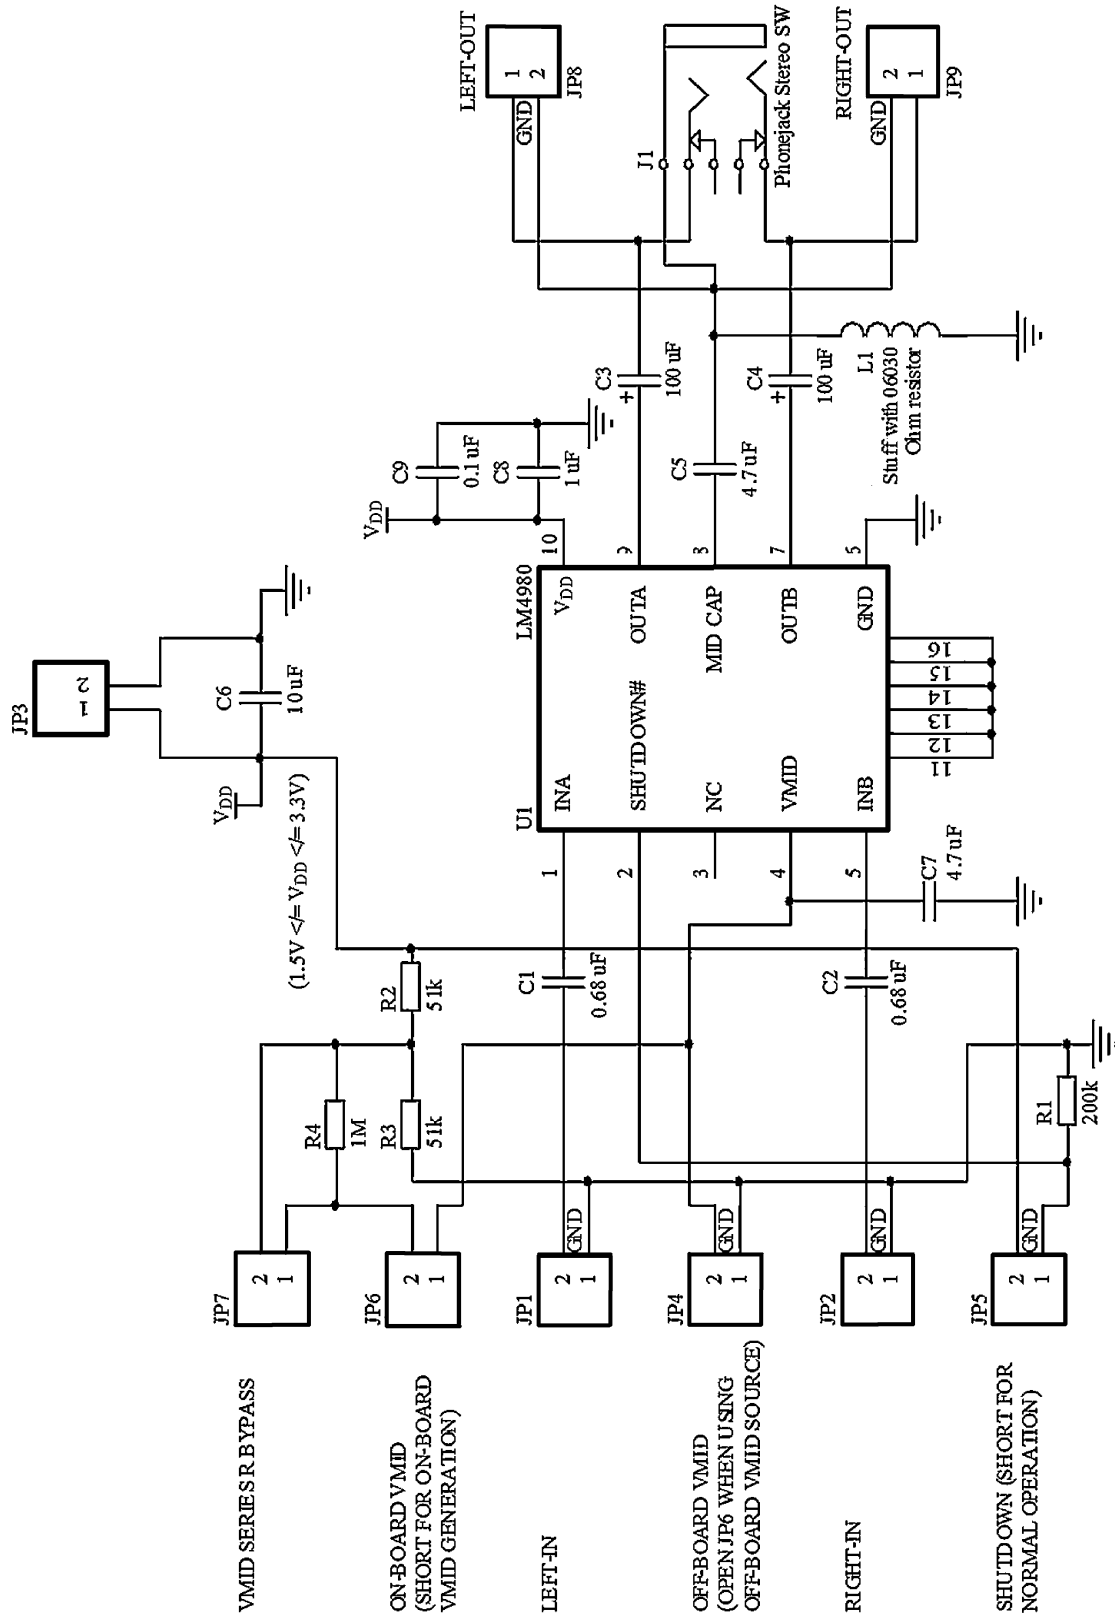 JP3
1
2
C6
10 uF
VDD
(1.5V </= VDD </= 3.3V)
VDD
C9
0.1 uF
C8
1 uF
C3
+
100 uF
LEFT-OUT
1
2
GND
JP8
J1
Phonejack Stereo SW
RIGHT-OUT
2
1
GND
JP9
C4
+
100 uF
C5
4.7 uF
L1
Stuff with 06030
Ohm resistor
U1
LM4980
INA
SHUTDOWN#
NC
VMID
INB
VDD
OUTA
MID CAP
OUTB
GND
1
2
3
4
5
10
9
8
7
6
11
12
13
14
15
16
C7
4.7 uF
C1
0.68 uF
C2
0.68 uF
R2
51k
R4
1M
R3
51k
R1
200k
VMID SERIES R BYPASS
JP7
2
1
ON-BOARD VMID
(SHORT FOR ON-BOARD
VMID GENERATION)
JP6
2
1
LEFT-IN
JP1
2
1
GND
OFF-BOARD VMID
(OPEN JP6 WHEN USING
OFF-BOARD VMID SOURCE)
JP4
2
1
GND
RIGHT-IN
JP2
2
1
GND
SHUTDOWN (SHORT FOR
NORMAL OPERATION)
JP5
2
1
GND